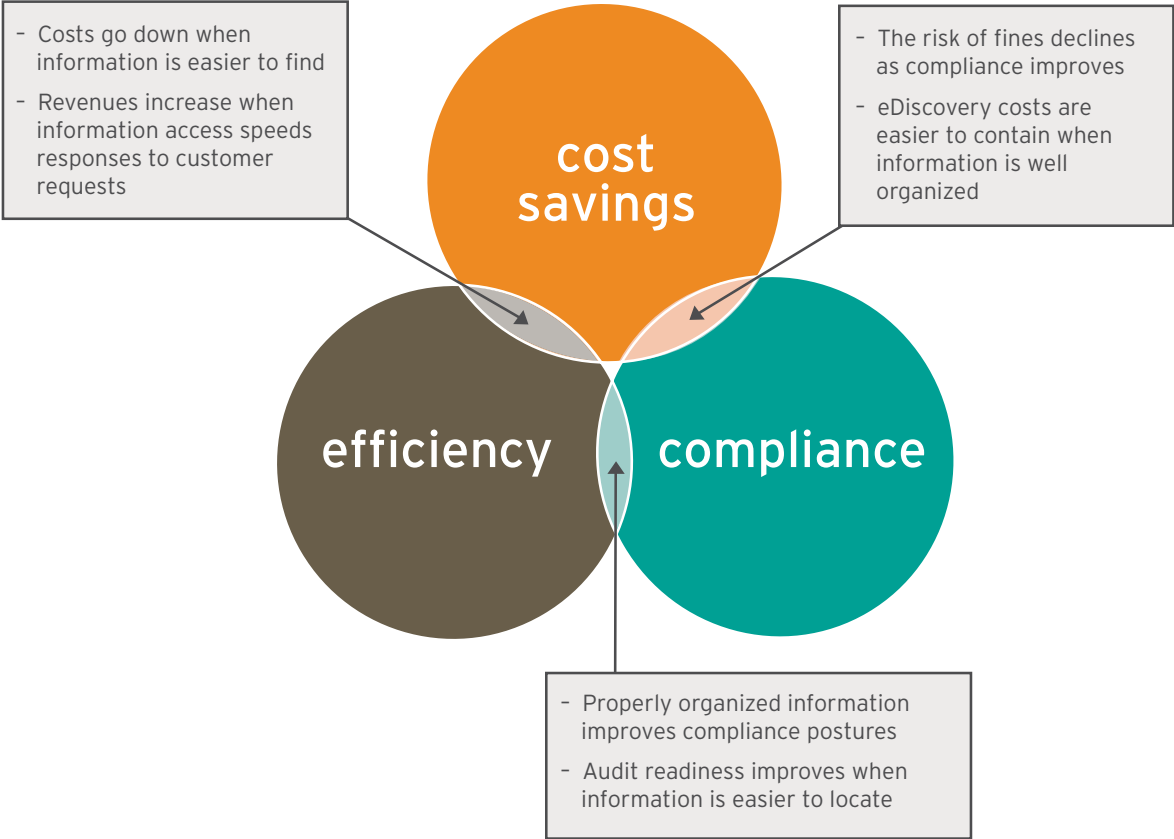 – Costs go down when
information is easier to find
– Revenues increase when
information access speeds
responses to customer
requests
– The risk of fines declines
as compliance improves
– eDiscovery costs are
easier to contain when
information is well
organized
cost
savings
efficiency
compliance
– Properly organized information
improves compliance postures
– Audit readiness improves when
information is easier to locate